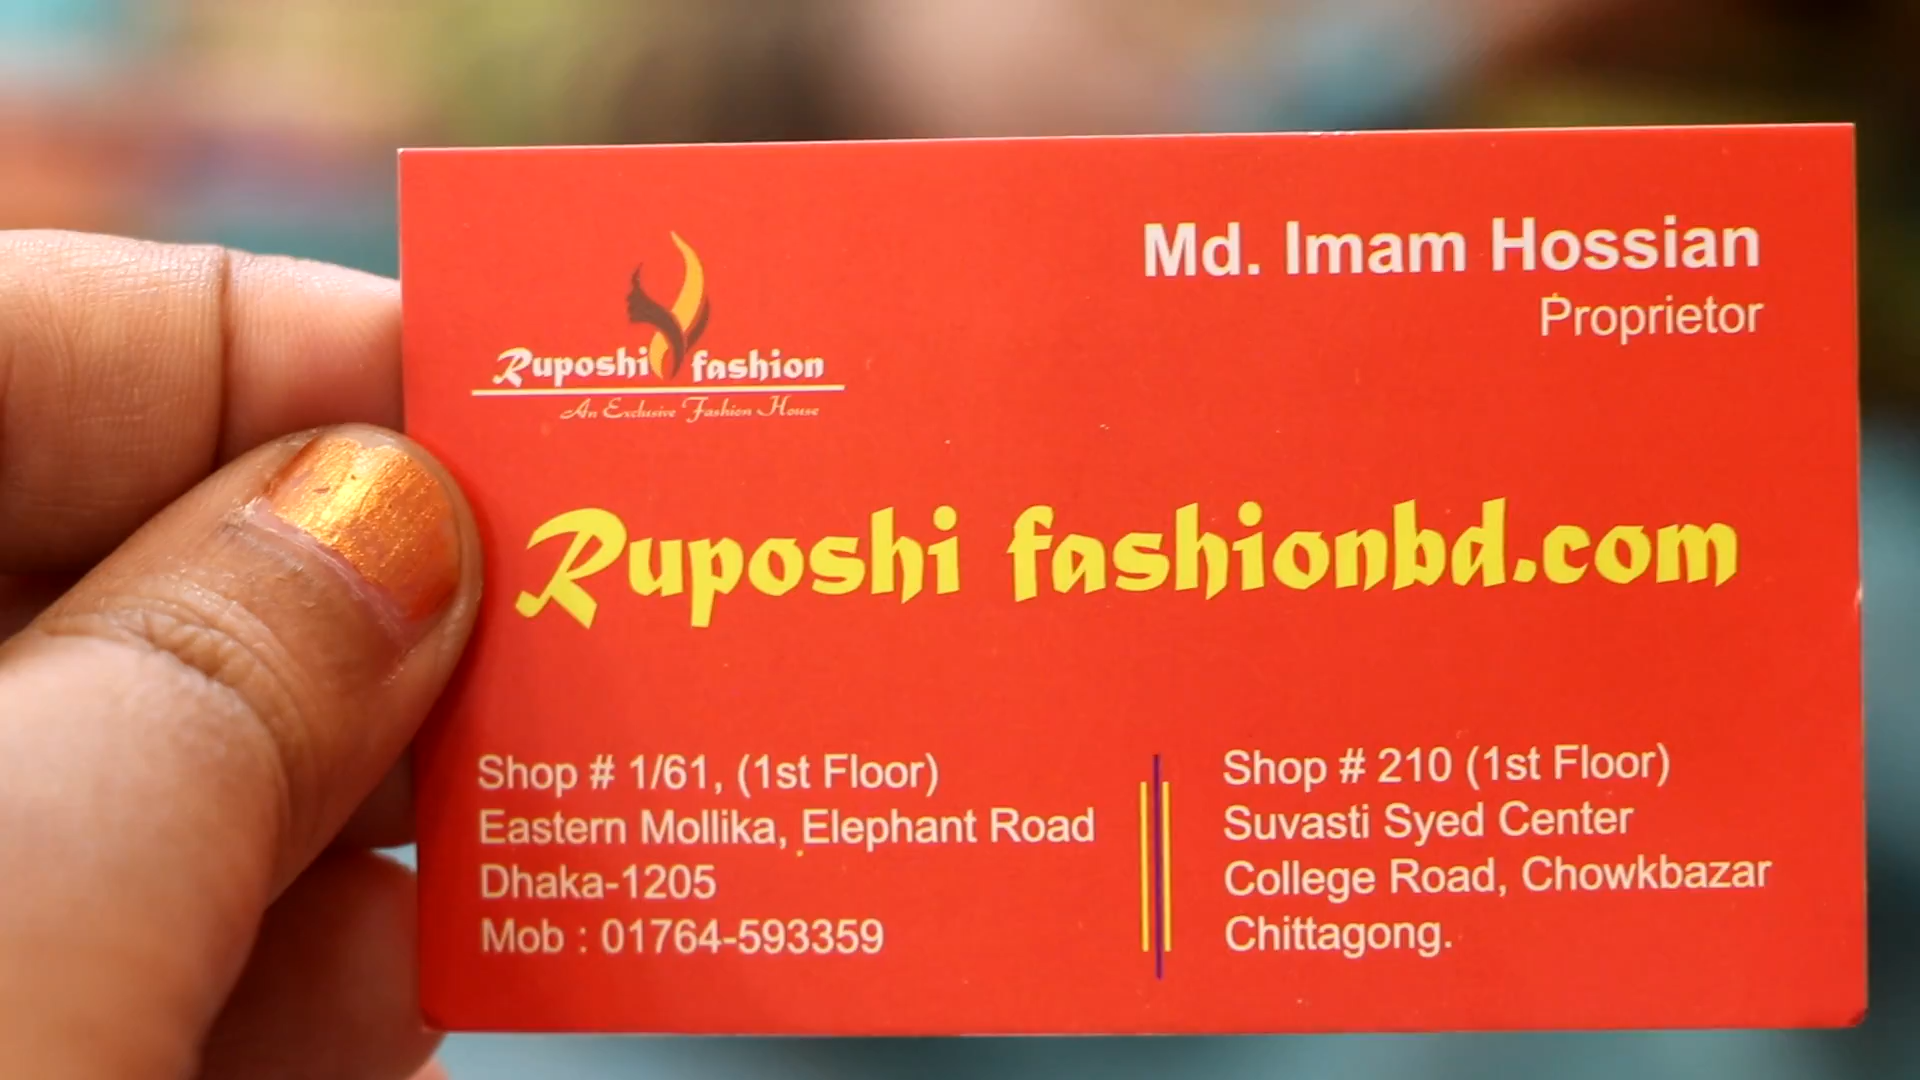 Ruposhi fashion
An Exclusive Fashion House
Md. Imam Hossian
Proprietor
Ruposhi fashionbd.com
Shop # 1/61, (1st Floor)
Eastern Mollika, Elephant Road
Dhaka-1205
Mob : 01764-593359
Shop # 210 (1st Floor)
Suvasti Syed Center
College Road, Chowkbazar
Chittagong.